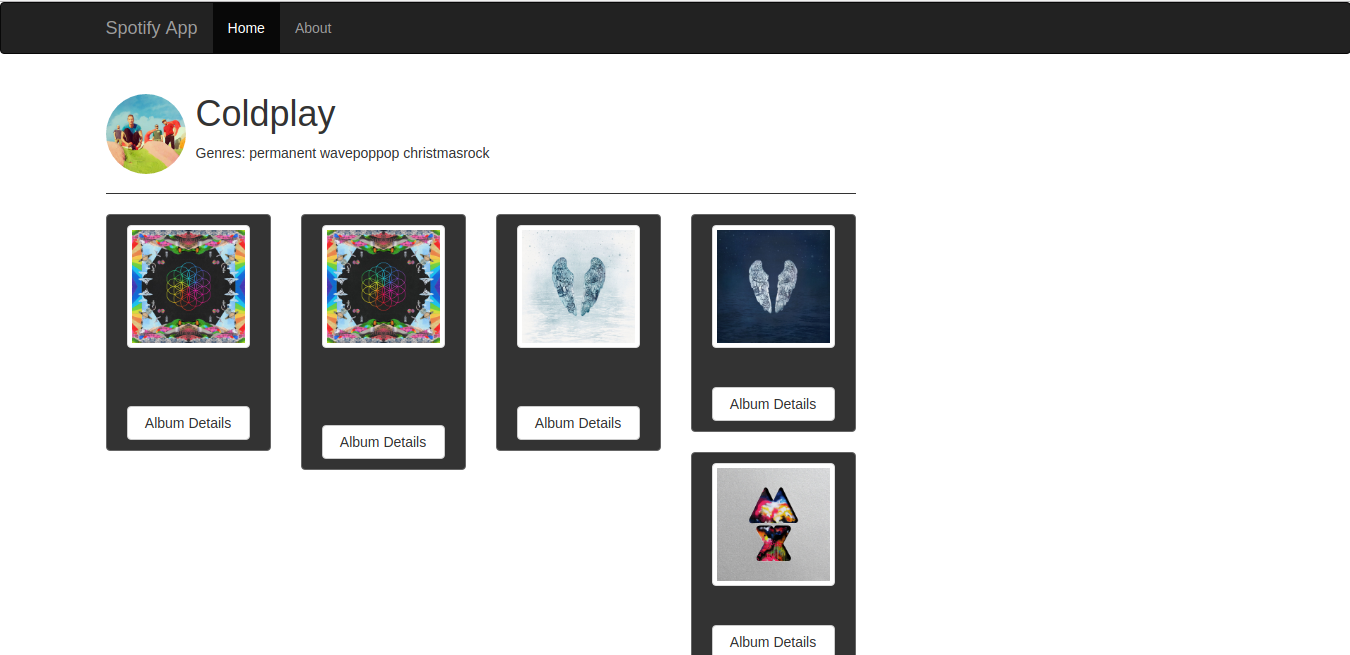 Spotify App Home About
Coldplay
Genres: permanent wavepoppop christmasrock
Album Details
Album Details
Album Details
Album Details
Album Details